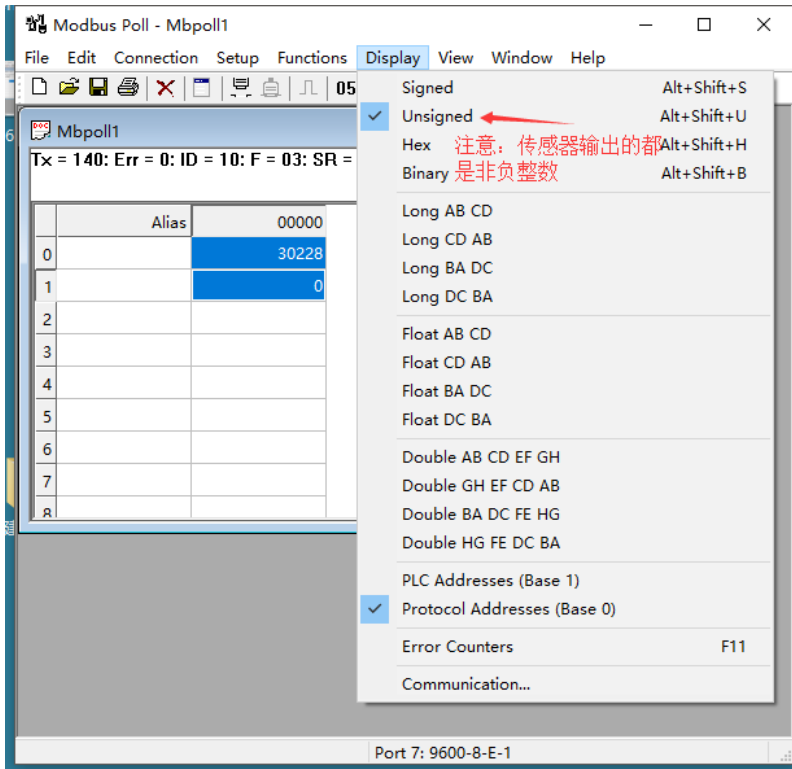 Modbus Poll - Mbpoll1
File Edit Connection Setup Functions Display View Window Help
05
Mbpoll1
Tx = 140: Err = 0: ID = 10: F = 03: SR =
Alias 00000
0 30228
1 0
2
3
4
5
6
7
8
Signed Alt+Shift+S
Unsigned Alt+Shift+U
Hex 注意：传感器输出的都 Alt+Shift+H
Binary 是非负整数 Alt+Shift+B
Long AB CD
Long CD AB
Long BA DC
Long DC BA
Float AB CD
Float CD AB
Float BA DC
Float DC BA
Double AB CD EF GH
Double GH EF CD AB
Double BA DC FE HG
Double HG FE DC BA
PLC Addresses (Base 1)
Protocol Addresses (Base 0)
Error Counters F11
Communication...
Port 7: 9600-8-E-1